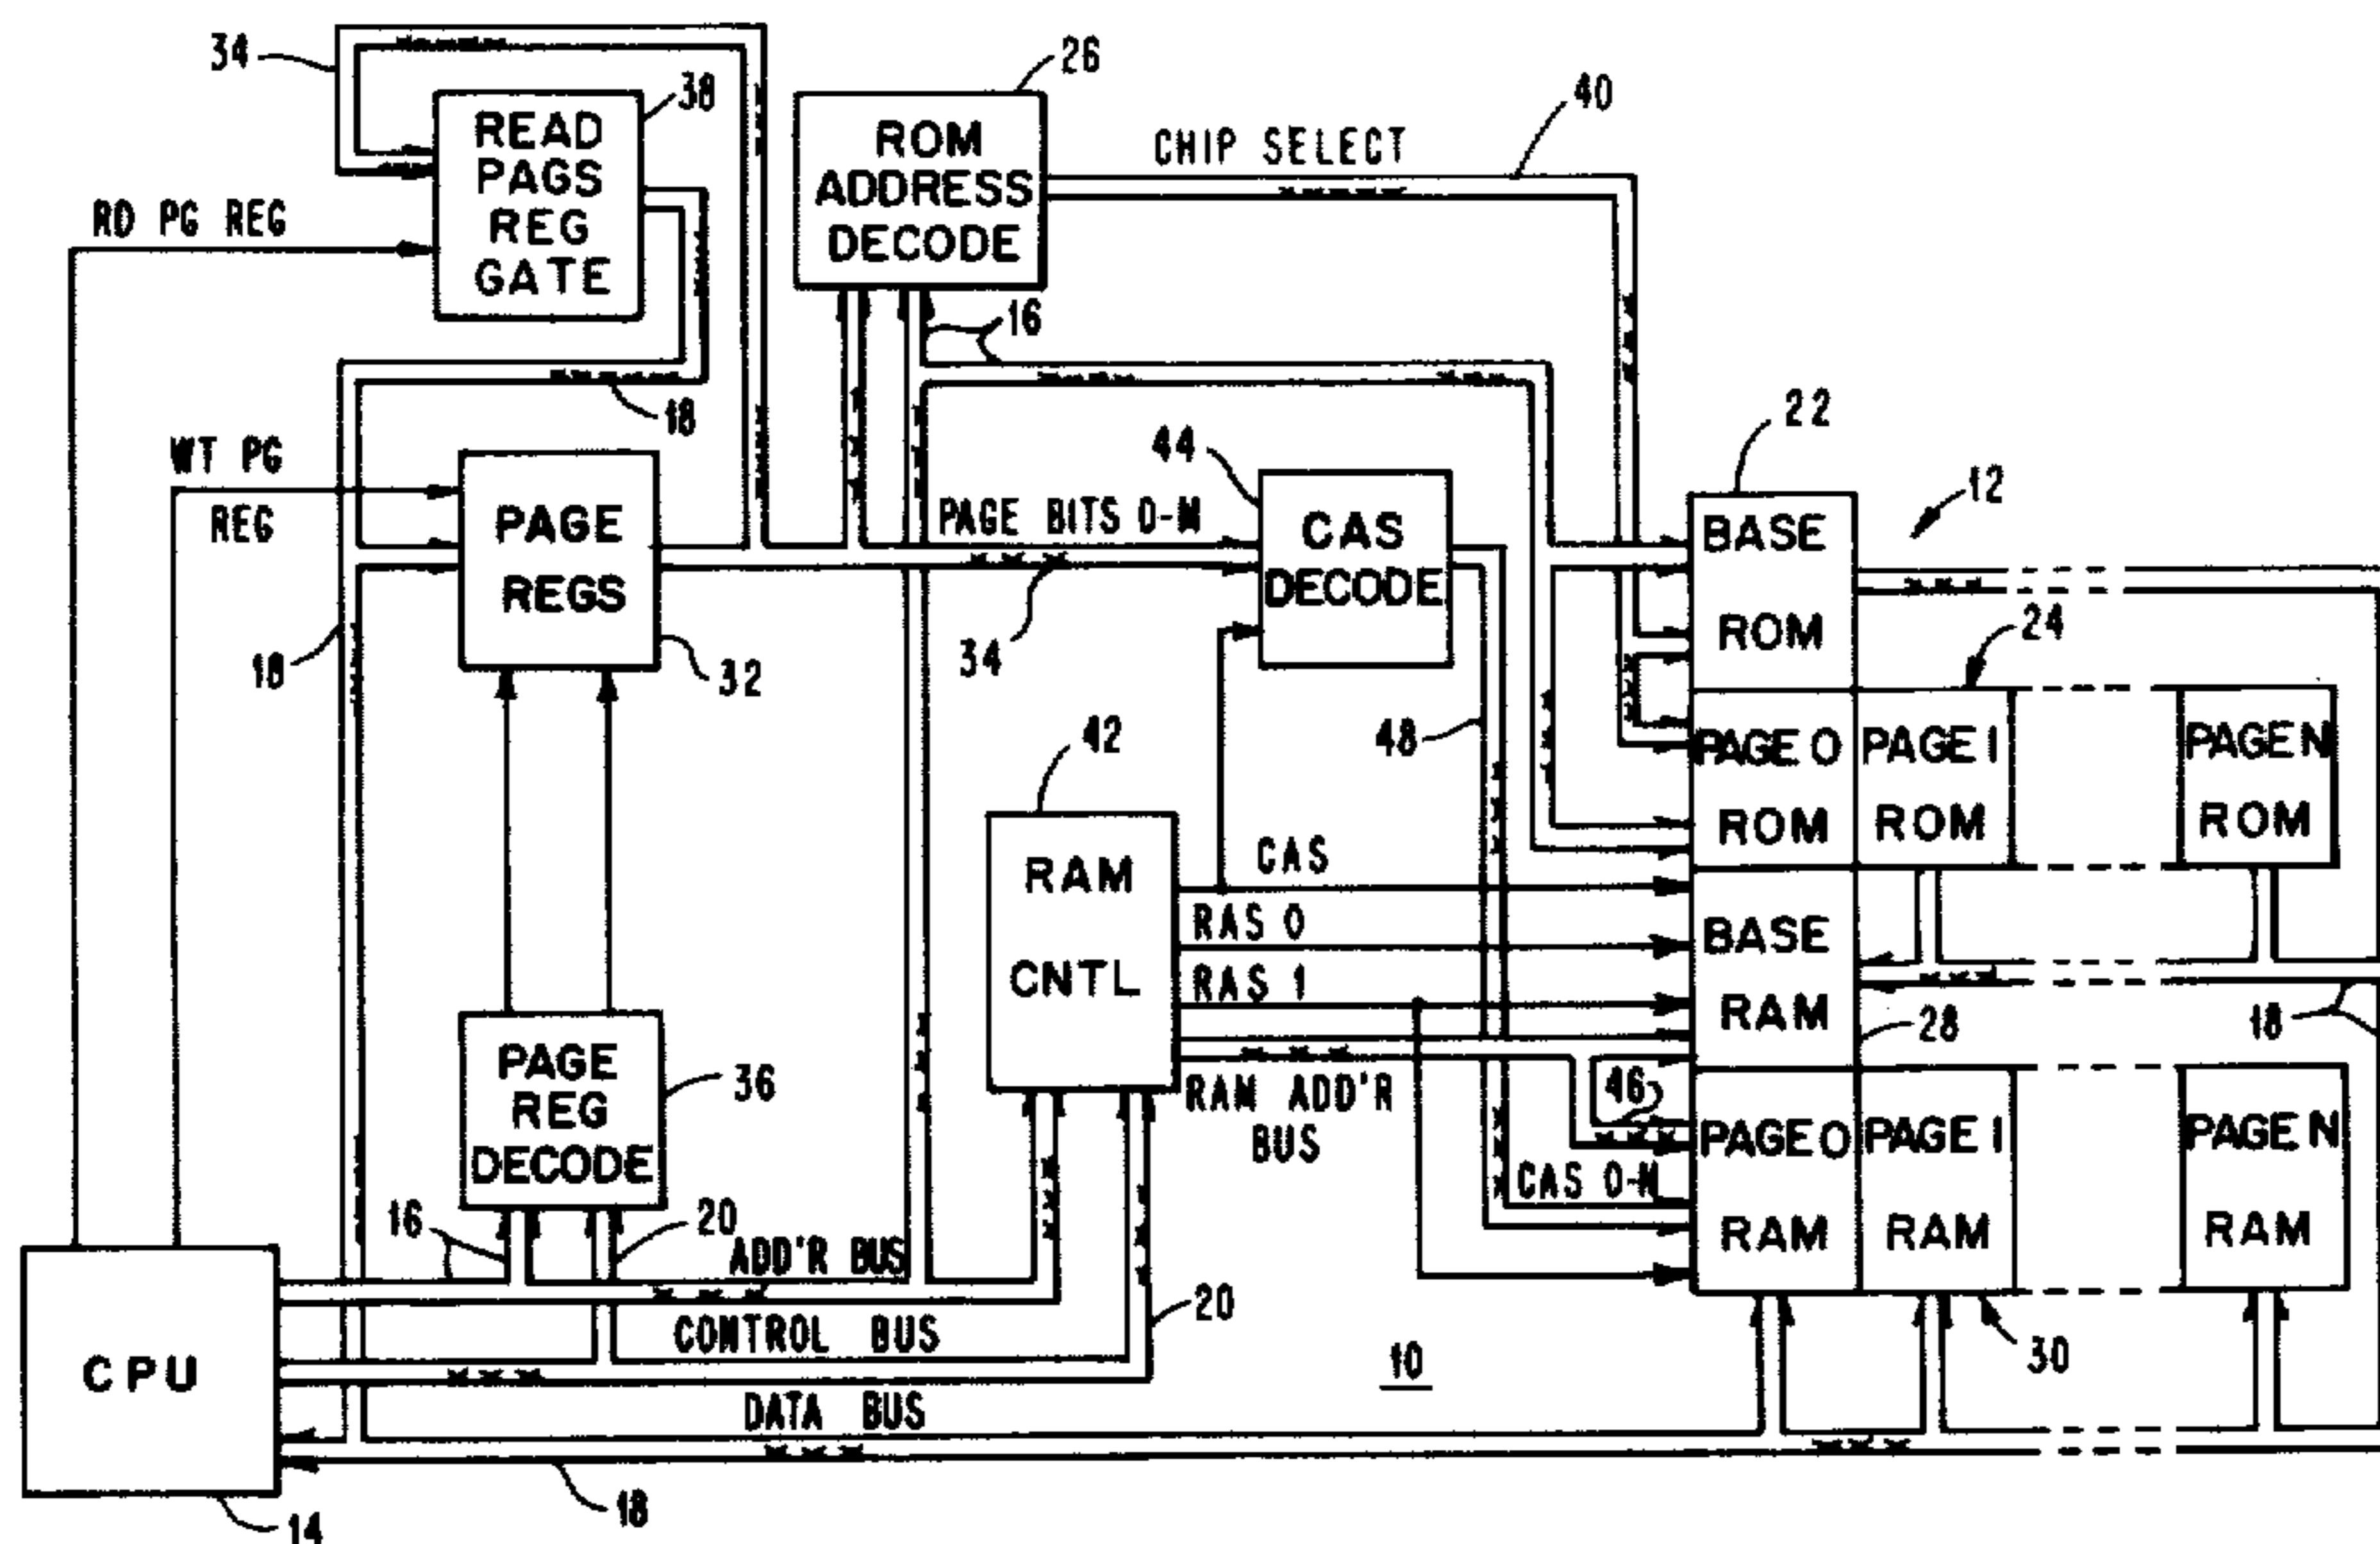 34
38
READ
PAGS
REG
GATE
RD PG REG
26
ROM
ADDRESS
DECODE
CHIP SELECT
40
16
18
WT PG
REG
PAGE
REGS
32
18
PAGE BITS 0-M
34
44
CAS
DECODE
22
12
BASE
ROM
24
PAGE 0
ROM
PAGE 1
ROM
PAGE N
ROM
48
42
RAM
CNTL
CAS
RAS 0
RAS 1
RAM ADD'R
BUS
BASE
RAM
28
18
46
CAS 0-M
PAGE 0
RAM
PAGE 1
RAM
PAGE N
RAM
30
PAGE
REG
DECODE
36
16
20
ADD'R BUS
CONTROL BUS
20
DATA BUS
10
CPU
14
18